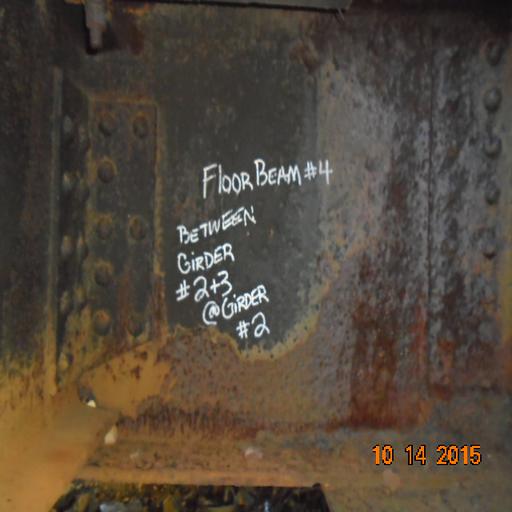 FlOOR BEAM #4
BETWEEN
GiRDER
#2+3
@GiRDER
#2
10 14 2015